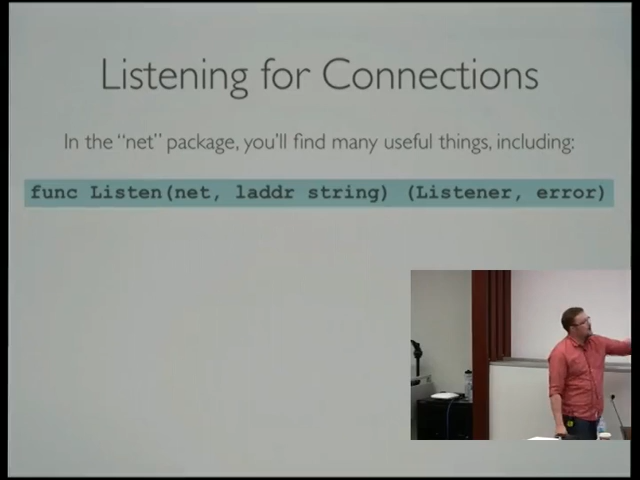 Listening for Connections
In the “net” package, you’ll find many useful things, including:
func Listen(net, laddr string) (Listener, error)